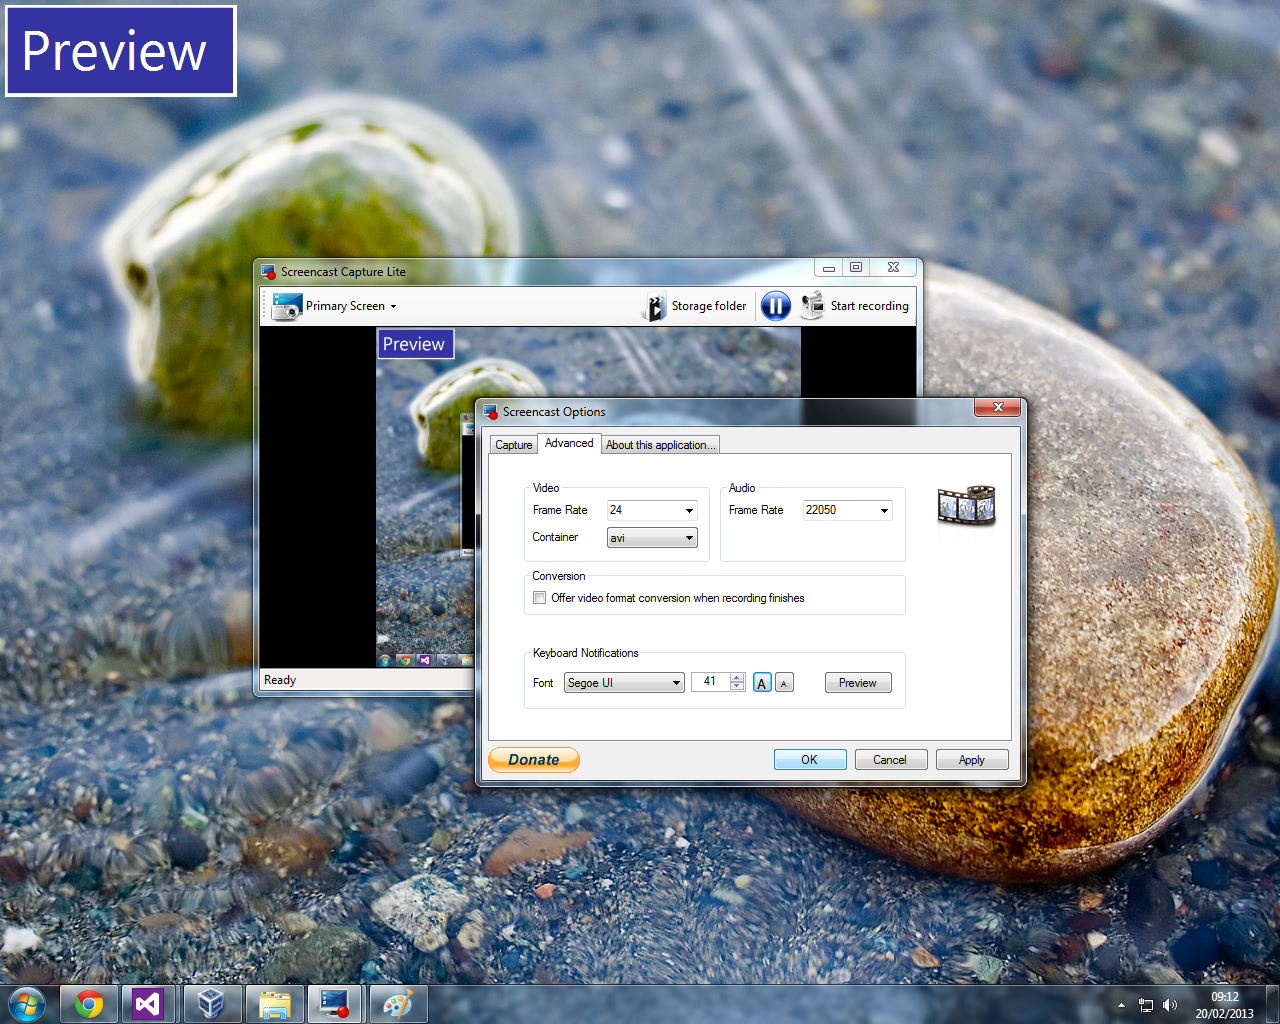 Preview
Screencast Capture Lite
Primary Screen
Storage folder
Start recording
Preview
Screencast Options
Capture
Advanced
About this application...
Video
Audio
Frame Rate
24
Frame Rate
22050
Container
avi
Conversion
Offer video format conversion when recording finishes
Keyboard Notifications
Font
Segoe UI
41
A
A
Preview
Ready
Donate
OK
Cancel
Apply
09:12
20/02/2013